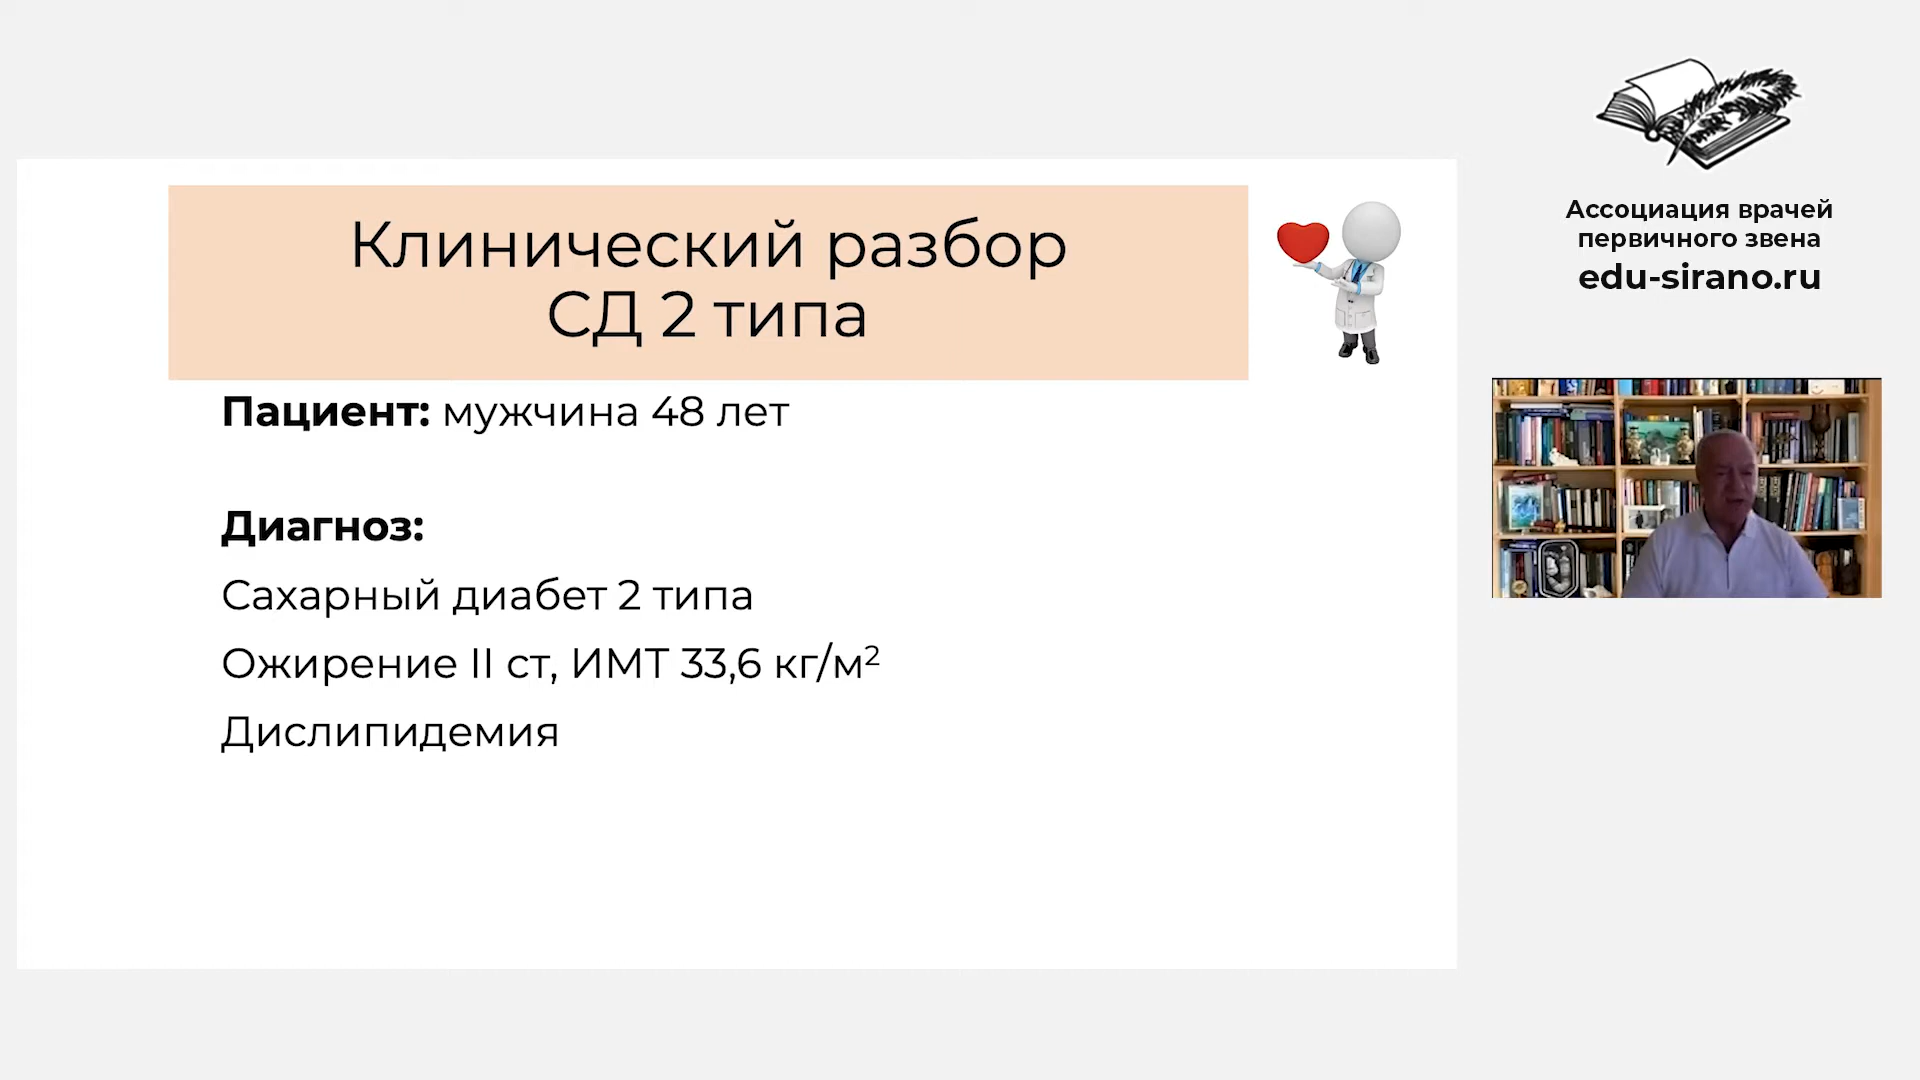 Клинический разбор
СД 2 типа
Пациент: мужчина 48 лет
Диагноз:
Сахарный диабет 2 типа
Ожирение II ст, ИМТ 33,6 кг/м²
Дислипидемия
Ассоциация врачей
первичного звена
edu-sirano.ru